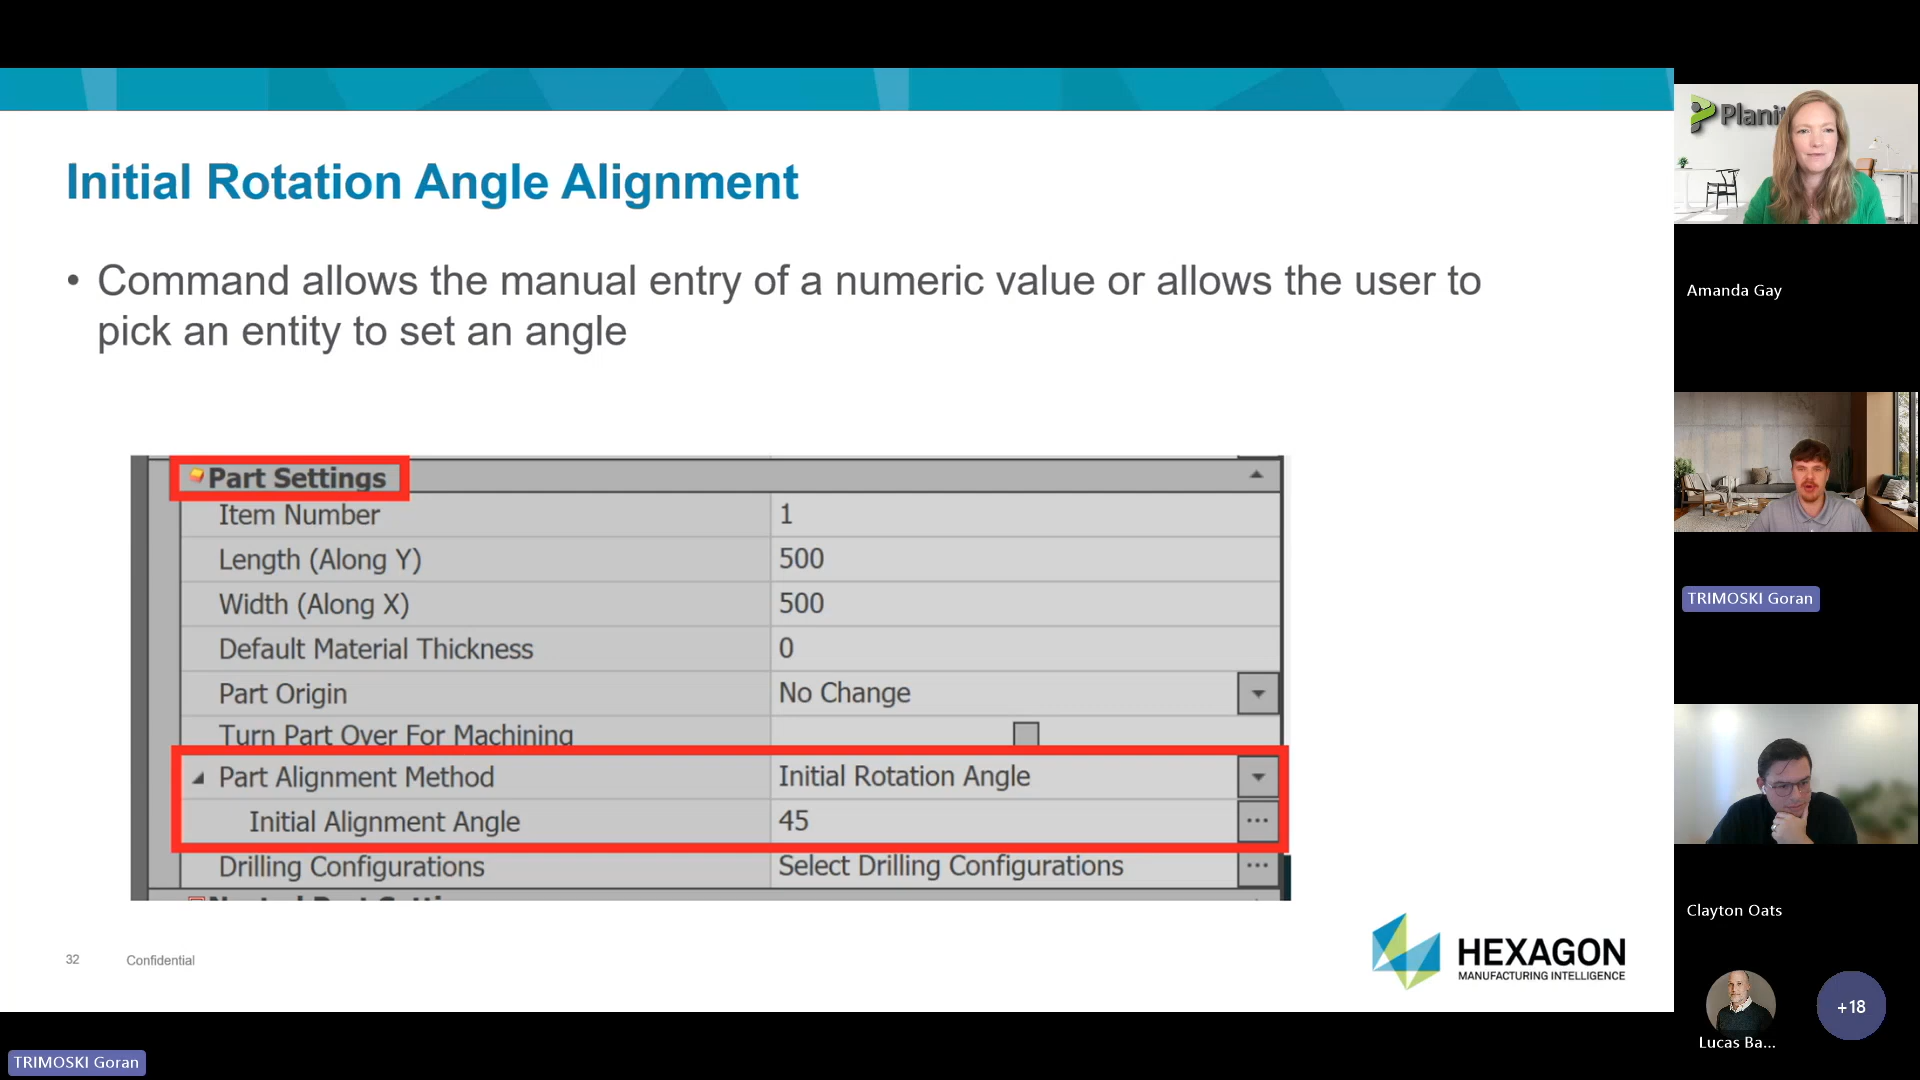 Initial Rotation Angle Alignment
• Command allows the manual entry of a numeric value or allows the user to
pick an entity to set an angle
Part Settings
Item Number 1
Length (Along Y) 500
Width (Along X) 500
Default Material Thickness 0
Part Origin No Change
Turn Part Over For Machining
Part Alignment Method Initial Rotation Angle
Initial Alignment Angle 45
Drilling Configurations Select Drilling Configurations
32 Confidential
HEXAGON
MANUFACTURING INTELLIGENCE
TRIMOSKI Goran
Amanda Gay
TRIMOSKI Goran
Clayton Oats
Lucas Ba...
+18